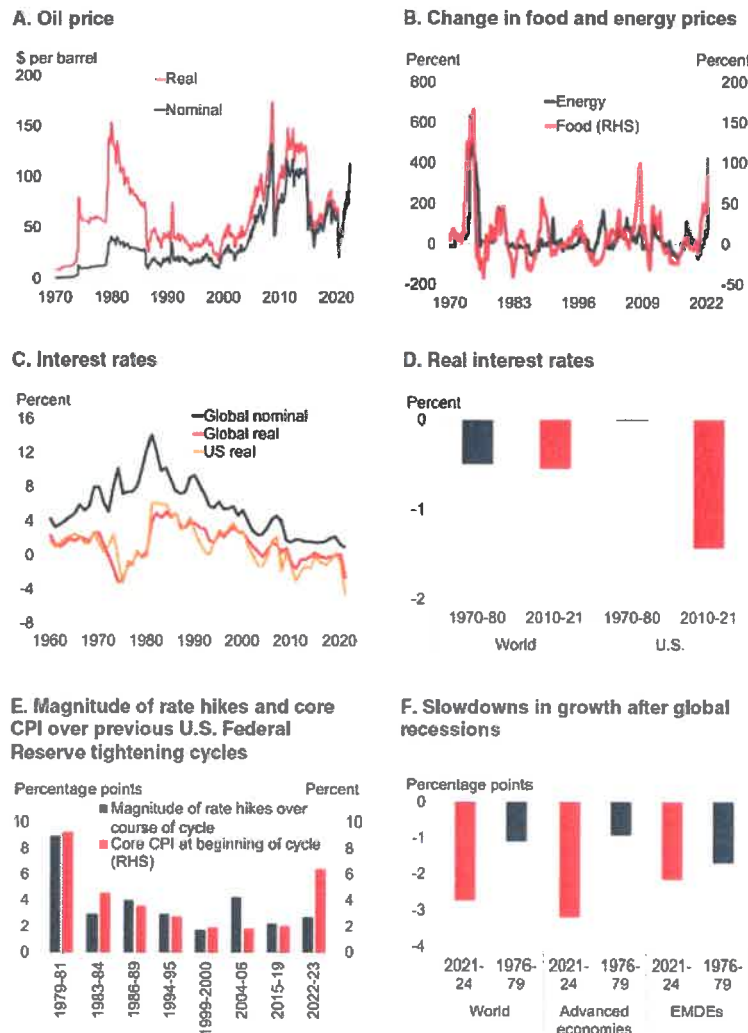 A. Oil price
$ per barrel
200
150
100
50
0
Real
Nominal
1970 1980 1990 2000 2010 2020
B. Change in food and energy prices
Percent Percent
800 200
600 150
400 100
200 50
0 0
-200 -50
Energy
Food (RHS)
1970 1983 1996 2009 2022
C. Interest rates
Percent
16
12
8
4
0
-4
-8
Global nominal
Global real
US real
1960 1970 1980 1990 2000 2010 2020
D. Real interest rates
Percent
0
-1
-2
1970-80 2010-21 1970-80 2010-21
World U.S.
E. Magnitude of rate hikes and core
CPI over previous U.S. Federal
Reserve tightening cycles
Percentage points Percent
Magnitude of rate hikes over
course of cycle
Core CPI at beginning of cycle
(RHS)
10 10
8 8
6 6
4 4
2 2
0 0
1979-81
1983-84
1986-89
1994-95
1999-2000
2004-06
2015-19
2022-23
F. Slowdowns in growth after global
recessions
Percentage points
0
-1
-2
-3
-4
2021- 1976- 2021- 1976- 2021- 1976-
24 79 24 79 24 79
World Advanced EMDEs
economies